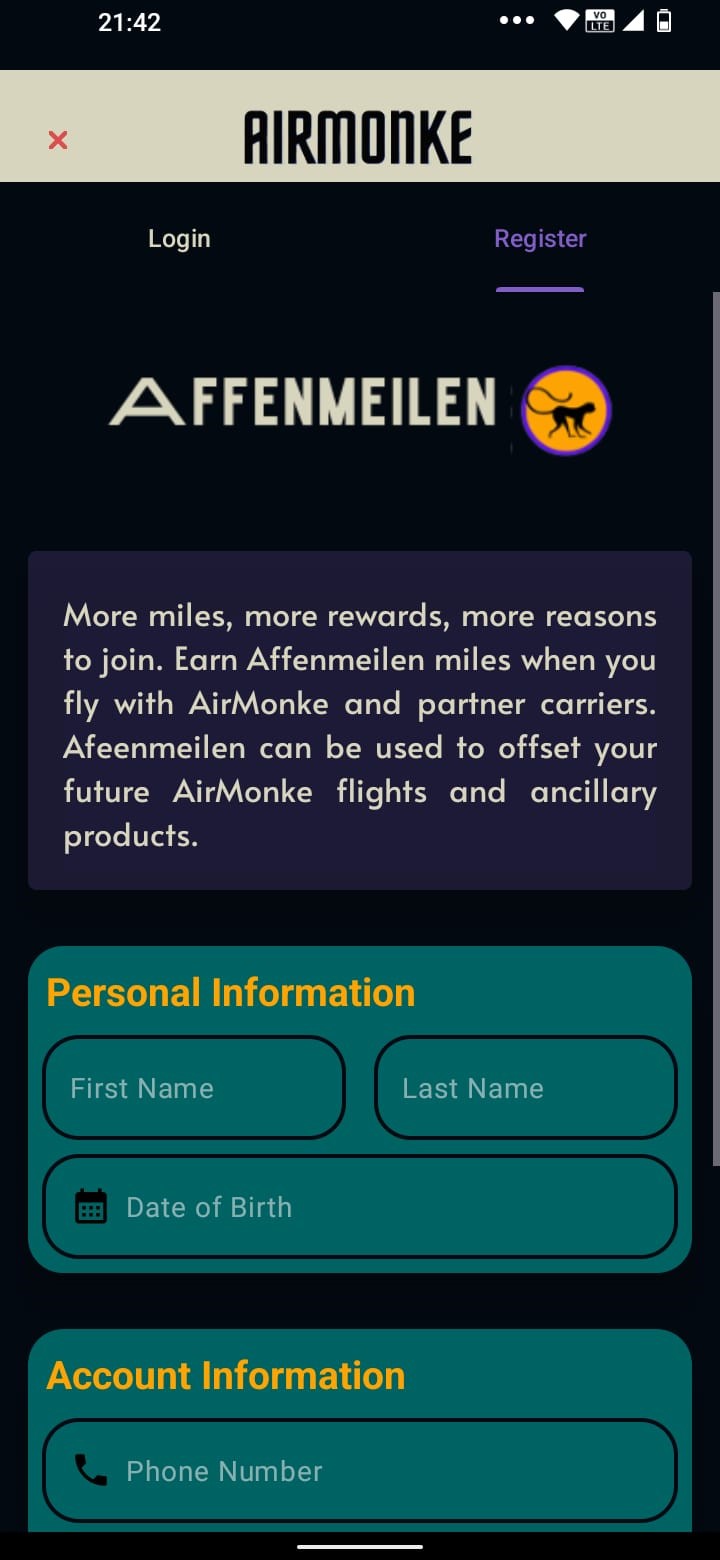 21:42
VO
LTE
AIRMONKE
Login
Register
AFFENMEILEN
More miles, more rewards, more reasons
to join. Earn Affenmeilen miles when you
fly with AirMonke and partner carriers.
Afeenmeilen can be used to offset your
future AirMonke flights and ancillary
products.
Personal Information
First Name
Last Name
Date of Birth
Account Information
Phone Number